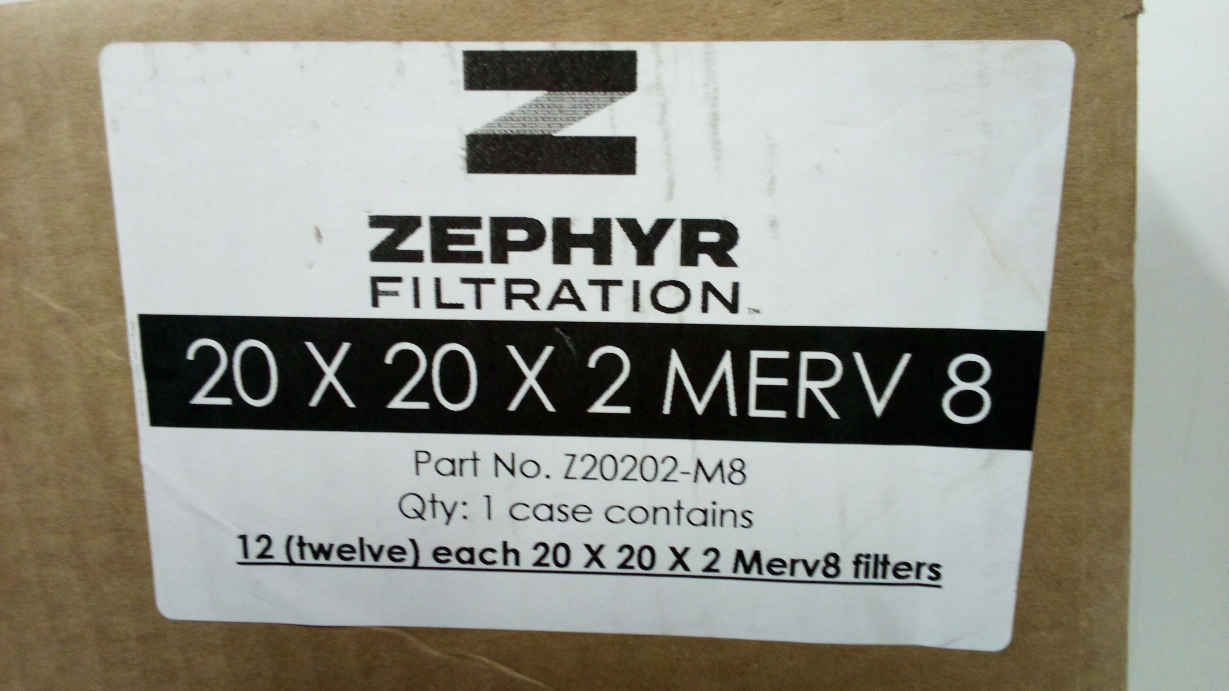 Z
ZEPHYR
FILTRATION™
20 X 20 X 2 MERV 8
Part No. Z20202-M8
Qty: 1 case contains
12 (twelve) each 20 X 20 X 2 Merv8 filters